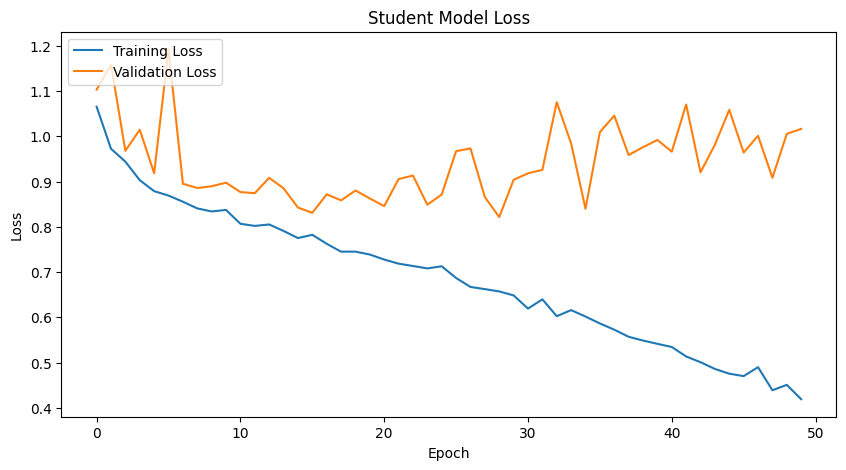 Student Model Loss
Training Loss
Validation Loss
1.2
1.1
1.0
0.9
0.8
0.7
0.6
0.5
0.4
Loss
0 10 20 30 40 50
Epoch